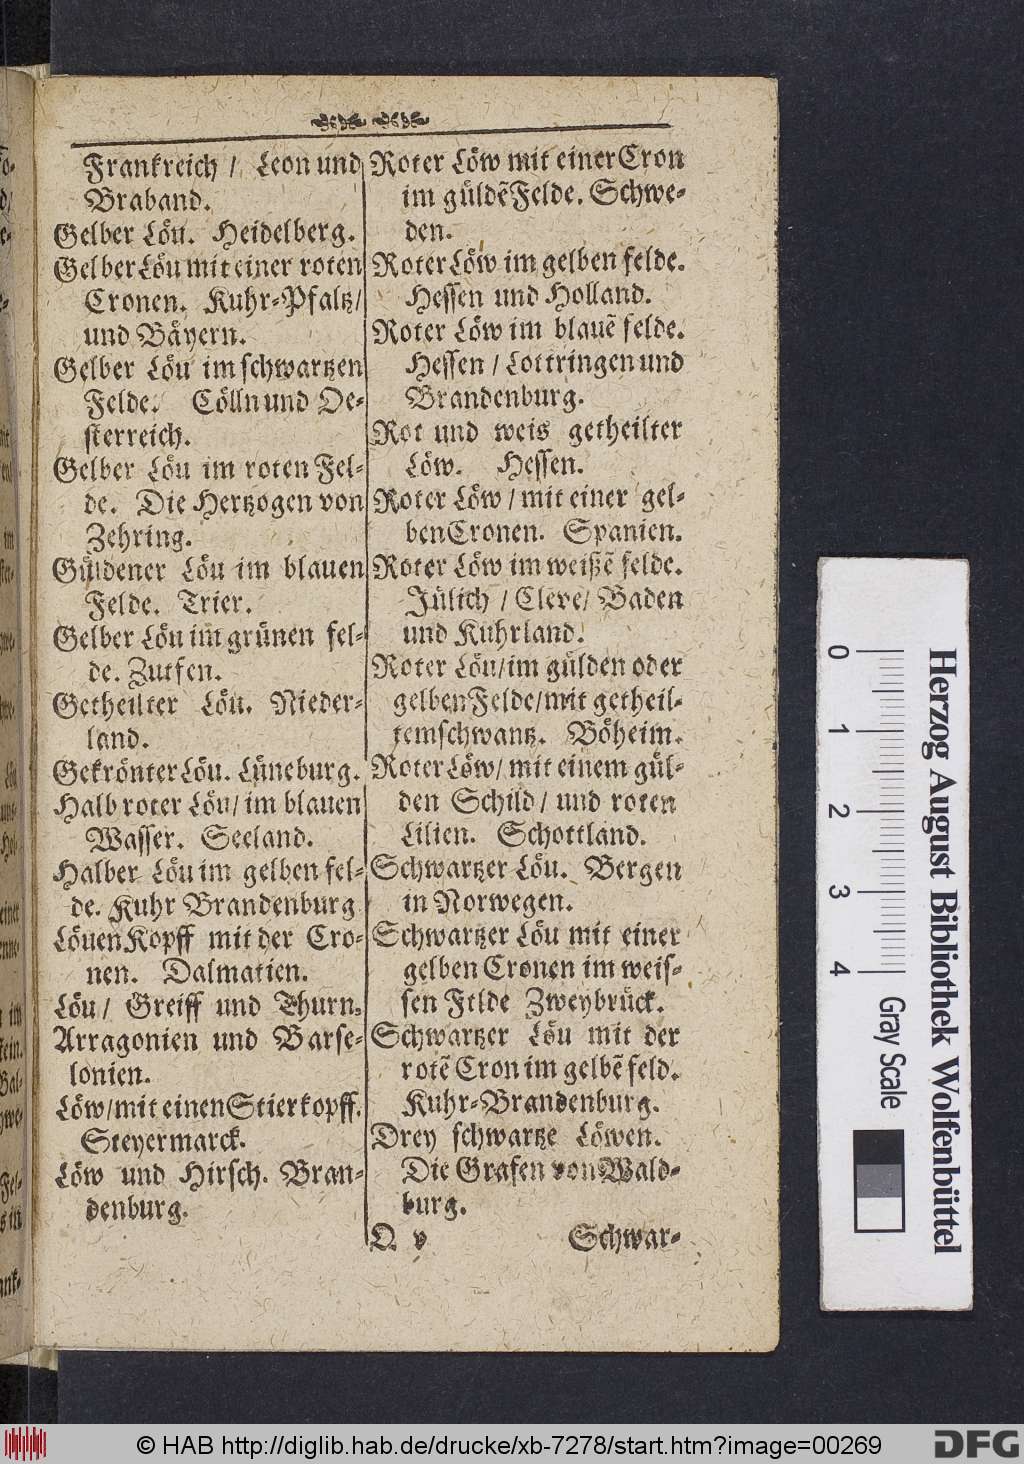 Frankreich / Leon und
Braband.
Gelber Löu. Heidelberg.
Gelber Löu mit einer roten
Cronen. Kuhr-Pfaltz/
und Bäyern.
Gelber Löu im schwartzen
Felde. Cölln und Oe-
sterreich.
Gelber Löu im roten Fel-
de. Die Hertzogen von
Zehring.
Güldener Löu im blauen
Felde. Trier.
Gelber Löu im grünen fel-
de. Zutfen.
Getheilter Löu. Nieder-
land.
Gekrönter Löu. Lüneburg.
Halb roter Löu/ im blauen
Wasser. Seeland.
Halber Löu im gelben fel-
de. Kuhr Brandenburg
Löuen Kopff mit der Cro-
nen. Dalmatien.
Löu/ Greiff und Thurn.
Arragonien und Barse-
lonien.
Löw/mit einen Stierkopff.
Steyermarck.
Löw und Hirsch. Bran-
denburg.
Roter Löw mit einer Cron
im güldẽ Felde. Schwe-
den.
Roter Löw im gelben felde.
Hessen und Holland.
Roter Löw im blauẽ felde.
Hessen / Lottringen und
Brandenburg.
Rot und weis getheilter
Löw. Hessen.
Roter Löw / mit einer gel-
ben Cronen. Spanien.
Roter Löw im weißẽ felde.
Jülich / Cleve/ Baden
und Kuhrland.
Roter Löu/im gülden oder
gelben Felde/mit getheil-
tem schwantz. Böheim.
Roter Löw/ mit einem gül-
den Schild/ und roten
Lilien. Schottland.
Schwartzer Löu. Bergen
in Norwegen.
Schwartzer Löu mit einer
gelben Cronen im weis-
sen Ftlde Zweybrück.
Schwartzer Löu mit der
rotẽ Cron im gelbẽ feld.
Kuhr-Brandenburg.
Drey schwartze Löwen.
Die Grafen von Wald-
burg.
Q v Schwar-
0 1 2 3 4
Gray Scale
Herzog August Bibliothek Wolfenbüttel
© HAB http://diglib.hab.de/drucke/xb-7278/start.htm?image=00269
DFG